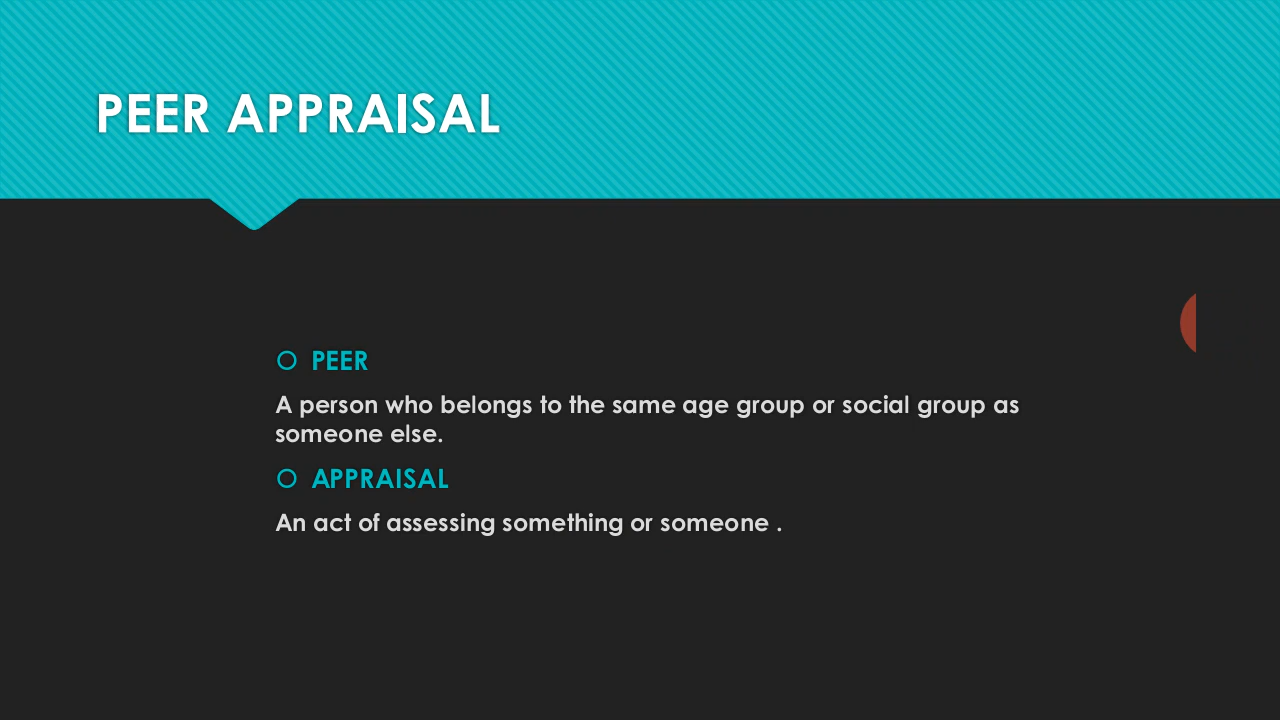 PEER APPRAISAL
PEER
A person who belongs to the same age group or social group as
someone else.
APPRAISAL
An act of assessing something or someone .